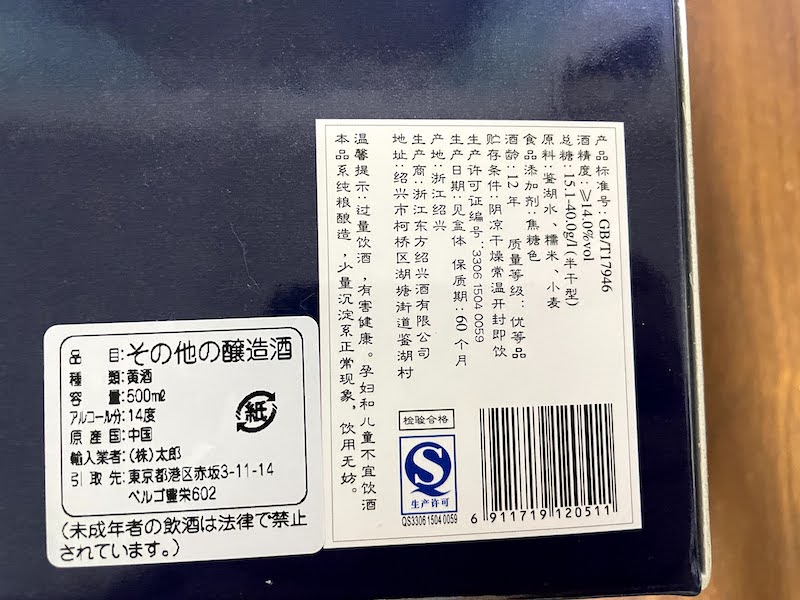 产品标准号：GB/T17946
酒精度：≥14.0%vol
总糖：15.1-40.0g/l（半干型）
原料：鉴湖水、糯米、小麦
食品添加剂：焦糖色
酒龄：12年 质量等级：优等品
贮存条件：阴凉干燥常温开封即饮
生产许可证编号：3306 1504 0059
生产日期：见盒体 保质期：60个月
产地：浙江绍兴
生产商：浙江东方绍兴酒有限公司
地址：绍兴市柯桥区湖塘街道鉴湖村
温馨提示：过量饮酒，有害健康。孕妇和儿童不宜饮酒
本品系纯粮酿造，少量沉淀系正常现象，饮用无妨。
检验合格
生产许可
QS3306 1504 0059
6 911719 120511
品目:その他の醸造酒
種類:黄酒
容量:500mℓ
アルコール分:14度
原産国:中国
輸入業者:(株)太郎
引取先:東京都港区赤坂3-11-14
ベルゴ豊栄602
紙
(未成年者の飲酒は法律で禁止
されています。)